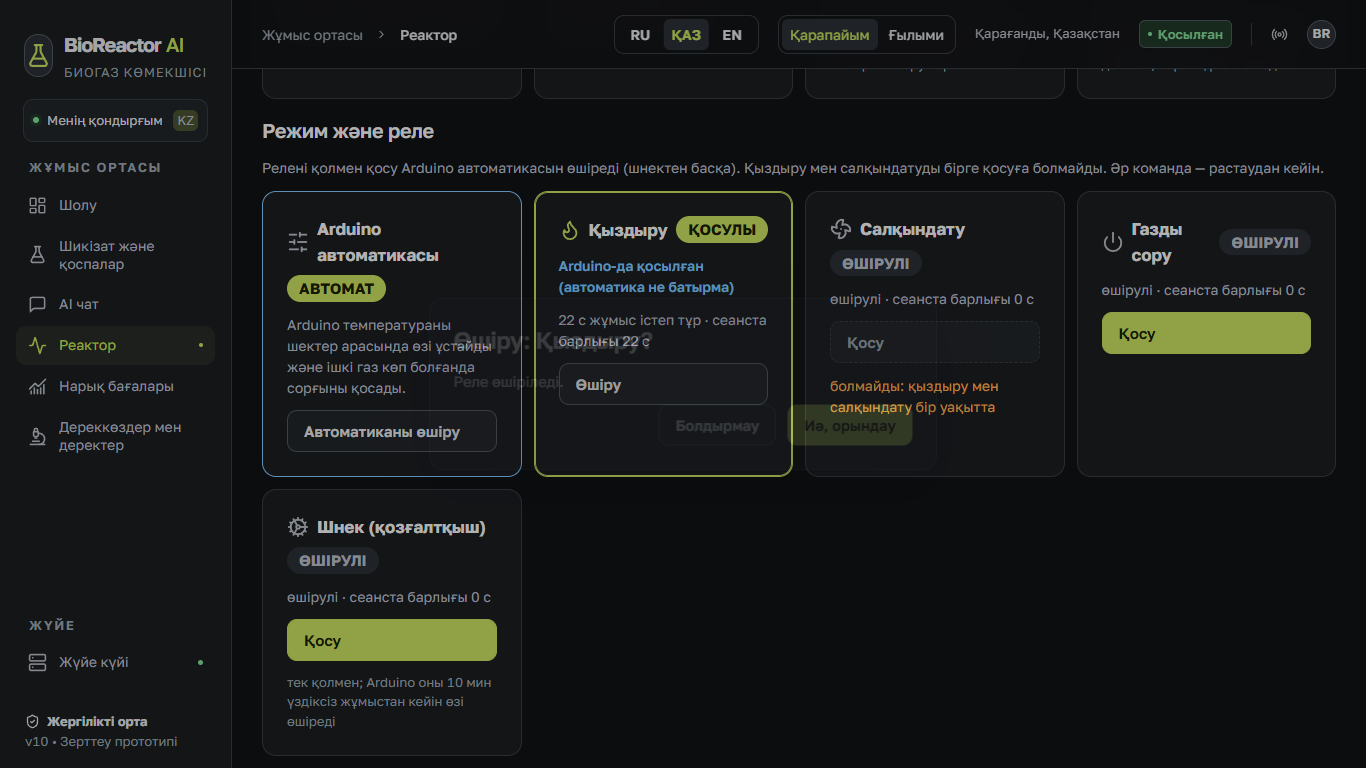 BioReactor AI
БИОГАЗ КӨМЕКШІСІ
Менің қондырғым KZ
ЖҰМЫС ОРТАСЫ
Шолу
Шикізат және
қоспалар
AI чат
Реактор
Нарық бағалары
Дереккөздер мен
деректер
ЖҮЙЕ
Жүйе күйі
Жергілікті орта
v10 • Зерттеу прототипі
Жұмыс ортасы > Реактор
RU ҚАЗ EN
Қарапайым Ғылыми
Қарағанды, Қазақстан
Қосылған
BR
Режим және реле
Релені қолмен қосу Arduino автоматикасын өшіреді (шнектен басқа). Қыздыру мен салқындатуды бірге қосуға болмайды. Әр команда — растаудан кейін.
Arduino
автоматикасы
АВТОМАТ
Arduino температураны
шектер арасында өзі ұстайды
және ішкі газ көп болғанда
сорғыны қосады.
Автоматиканы өшіру
Қыздыру ҚОСУЛЫ
Arduino-да қосылған
(автоматика не батырма)
22 с жұмыс істеп тұр · сеанста
барлығы 22 с
Өшіру
Салқындату
ӨШІРУЛІ
өшірулі · сеанста барлығы 0 с
Қосу
болмайды: қыздыру мен
салқындату бір уақытта
Газды
сору
ӨШІРУЛІ
өшірулі · сеанста барлығы 0 с
Қосу
Өшіру: Қыздыру?
Реле өшіріледі.
Болдырмау
Иә, орындау
Шнек (қозғалтқыш)
ӨШІРУЛІ
өшірулі · сеанста барлығы 0 с
Қосу
тек қолмен; Arduino оны 10 мин
үздіксіз жұмыстан кейін өзі
өшіреді